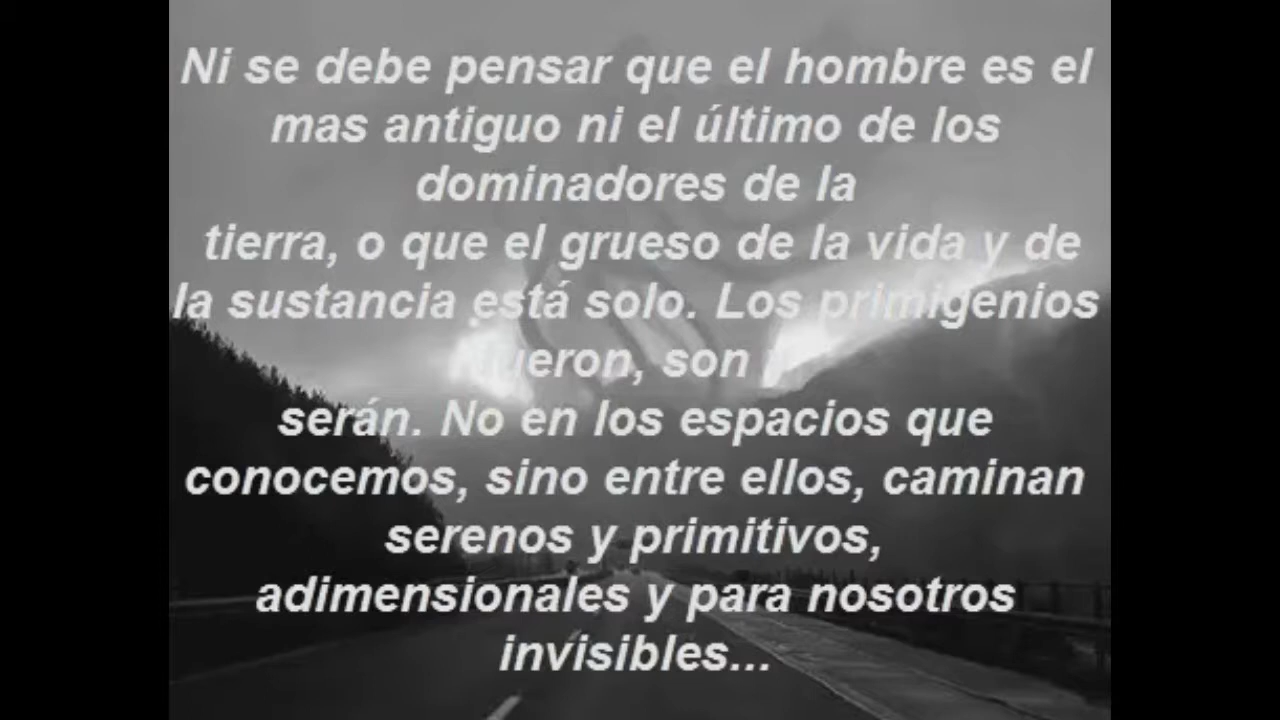 Ni se debe pensar que el hombre es el
mas antiguo ni el último de los
dominadores de la
tierra, o que el grueso de la vida y de
la sustancia está solo. Los primigenios
fueron, son y
serán. No en los espacios que
conocemos, sino entre ellos, caminan
serenos y primitivos,
adimensionales y para nosotros
invisibles...